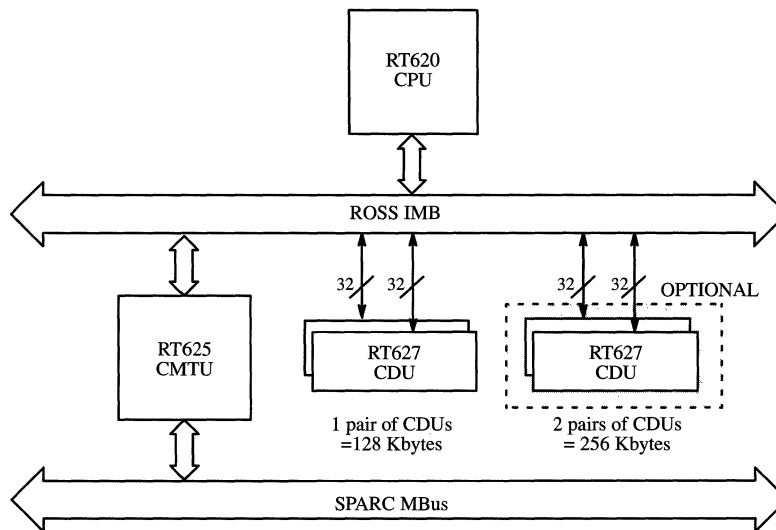 RT620
CPU
ROSS IMB
32
32
32
32
OPTIONAL
RT625
CMTU
RT627
CDU
RT627
CDU
1 pair of CDUs
=128 Kbytes
2 pairs of CDUs
= 256 Kbytes
SPARC MBus